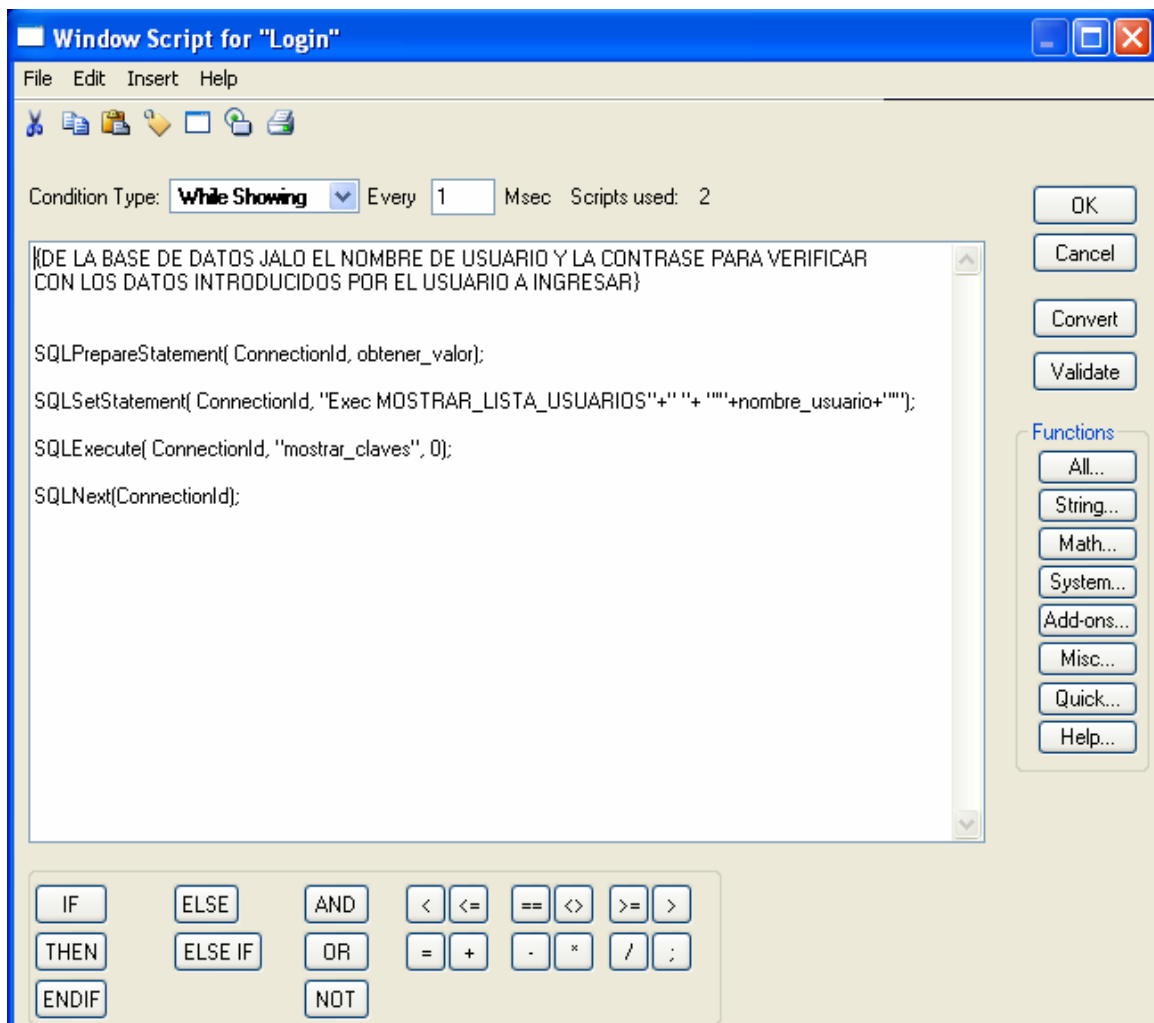 Window Script for "Login"
File Edit Insert Help
Condition Type: While Showing Every 1 Msec Scripts used: 2
OK
Cancel
Convert
Validate
{DE LA BASE DE DATOS JALO EL NOMBRE DE USUARIO Y LA CONTRASE PARA VERIFICAR
CON LOS DATOS INTRODUCIDOS POR EL USUARIO A INGRESAR}
SQLPrepareStatement( ConnectionId, obtener_valor);
SQLSetStatement( ConnectionId, "Exec MOSTRAR_LISTA_USUARIOS"+" "+ "'"+nombre_usuario+"'");
SQLExecute( ConnectionId, "mostrar_claves", 0);
SQLNext(ConnectionId);
Functions
All...
String...
Math...
System...
Add-ons...
Misc...
Quick...
Help...
IF ELSE AND < <= == <> >= >
THEN ELSE IF OR = + - * / ;
ENDIF NOT